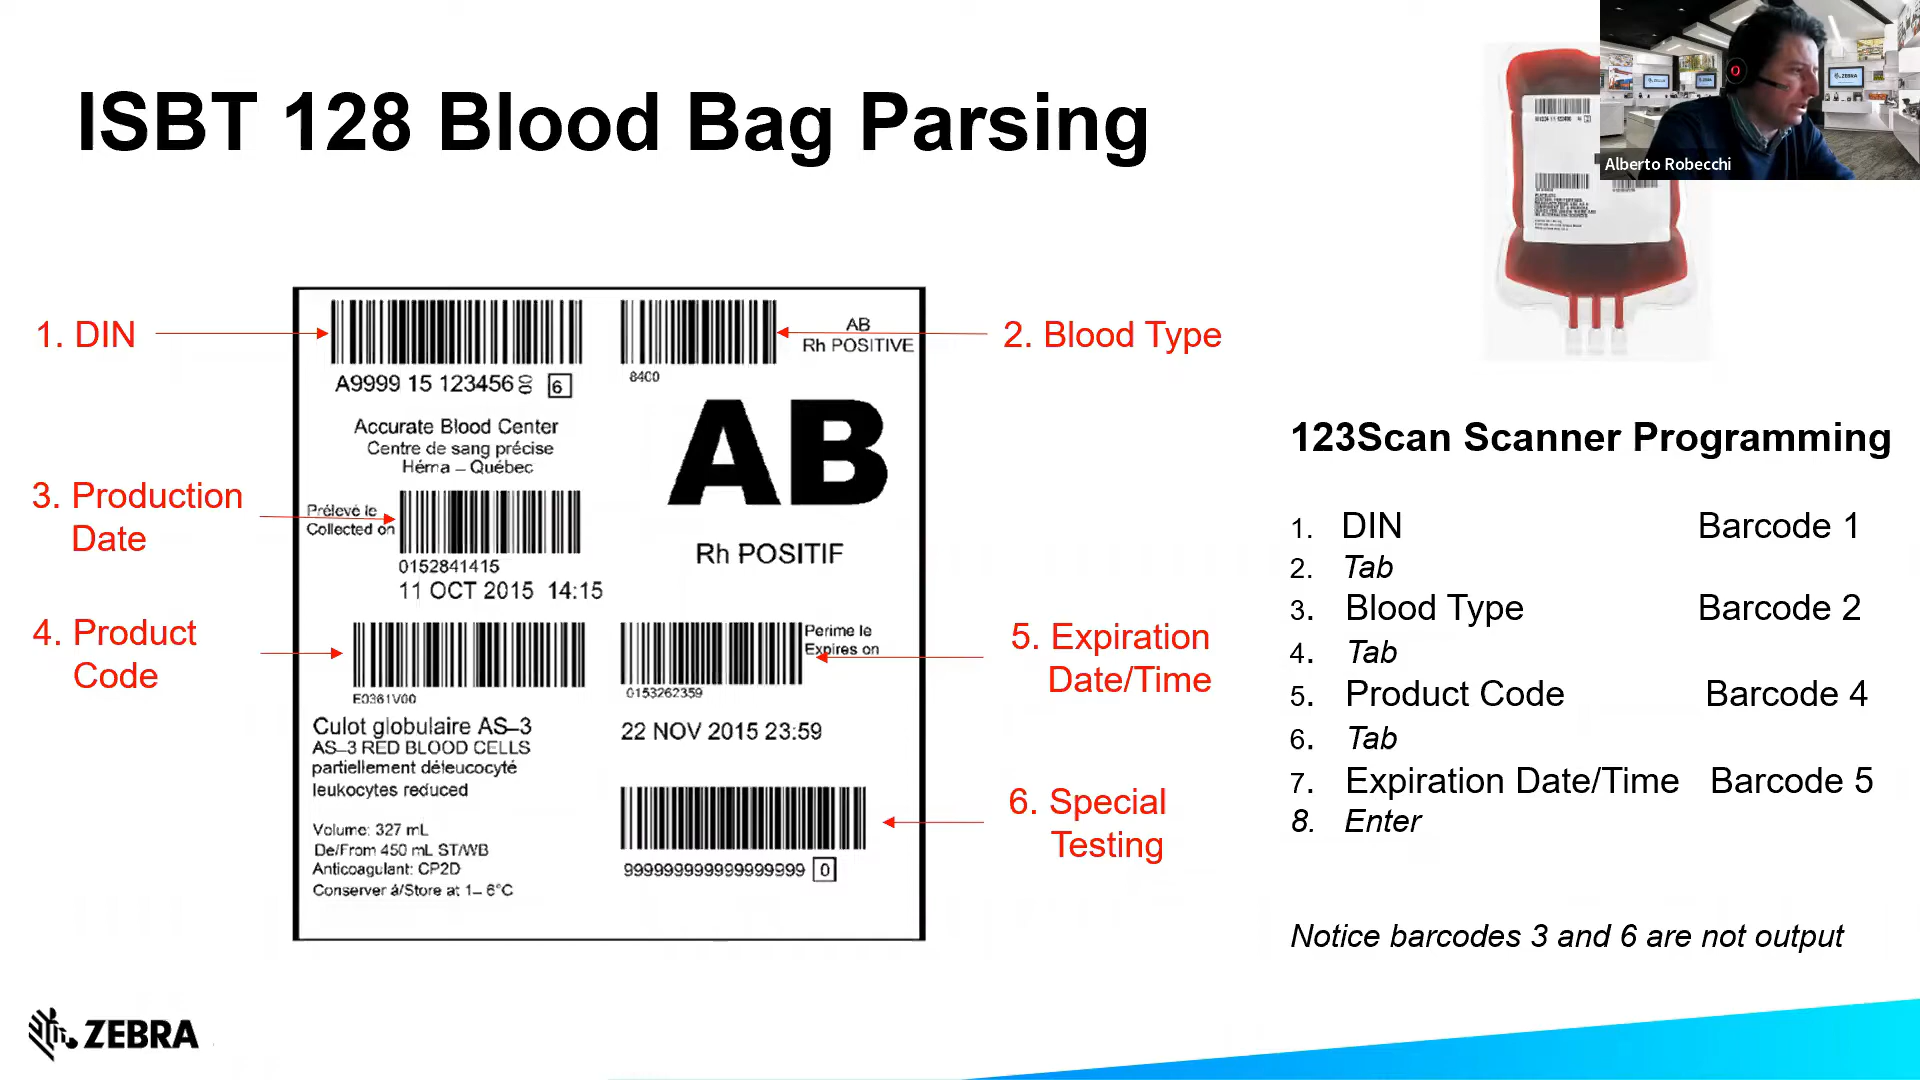 ISBT 128 Blood Bag Parsing
Alberto Robecchi
1. DIN
2. Blood Type
3. Production
Date
4. Product
Code
5. Expiration
Date/Time
6. Special
Testing
A9999 15 123456 00 6
AB
Rh POSITIVE
8400
Accurate Blood Center
Centre de sang précise
Héma – Québec
AB
Rh POSITIF
Prélevé le
Collected on
0152841415
11 OCT 2015 14:15
E0361V00
Perime le
Expires on
0153262359
22 NOV 2015 23:59
Culot globulaire AS–3
AS–3 RED BLOOD CELLS
partiellement déleucocyté
leukocytes reduced
Volume: 327 mL
De/From 450 mL ST/WB
Anticoagulant: CP2D
Conserver à/Store at 1– 6°C
0
123Scan Scanner Programming
1. DIN Barcode 1
2. Tab
3. Blood Type Barcode 2
4. Tab
5. Product Code Barcode 4
6. Tab
7. Expiration Date/Time Barcode 5
8. Enter
Notice barcodes 3 and 6 are not output
ZEBRA